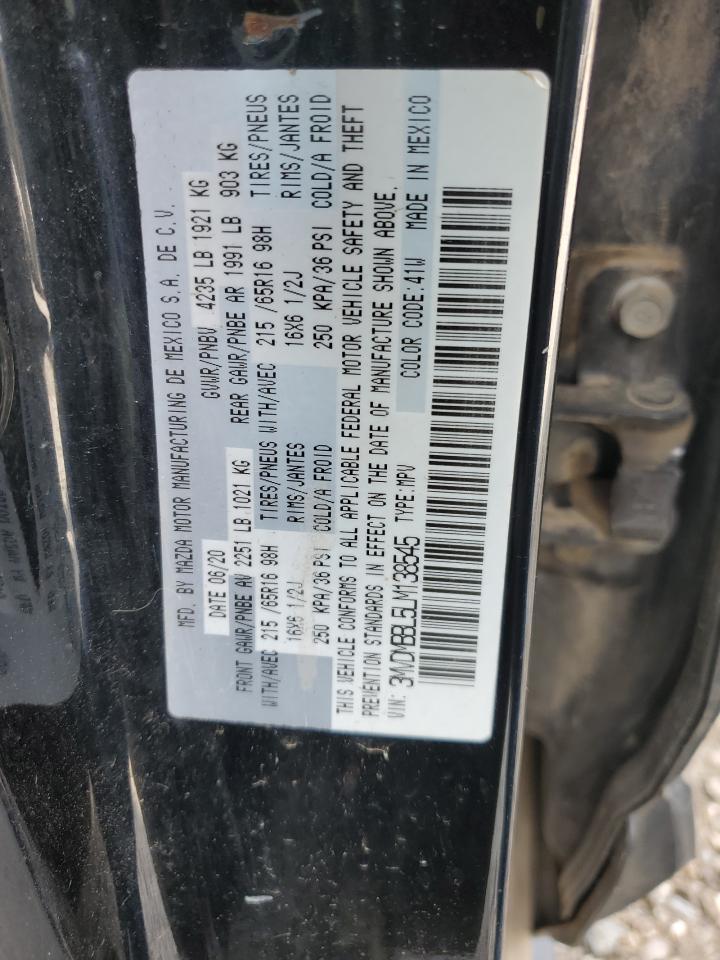 MFD. BY MAZDA MOTOR MANUFACTURING DE MEXICO S.A. DE C.V.
DATE 06/20 GVWR/PNBV 4235 LB 1921 KG
FRONT GAWR/PNBE AV 2251 LB 1021 KG REAR GAWR/PNBE AR 1991 LB 903 KG
WITH/AVEC 215 /65R16 98H TIRES/PNEUS WITH/AVEC 215 /65R16 98H TIRES/PNEUS
16X6 1/2J RIMS/JANTES 16X6 1/2J RIMS/JANTES
250 KPA/36 PSI COLD/A FROID 250 KPA/36 PSI COLD/A FROID
THIS VEHICLE CONFORMS TO ALL APPLICABLE FEDERAL MOTOR VEHICLE SAFETY AND THEFT
PREVENTION STANDARDS IN EFFECT ON THE DATE OF MANUFACTURE SHOWN ABOVE.
VIN: 3MVDMBBL5LM138545 TYPE:MPV COLOR CODE:41W MADE IN MEXICO